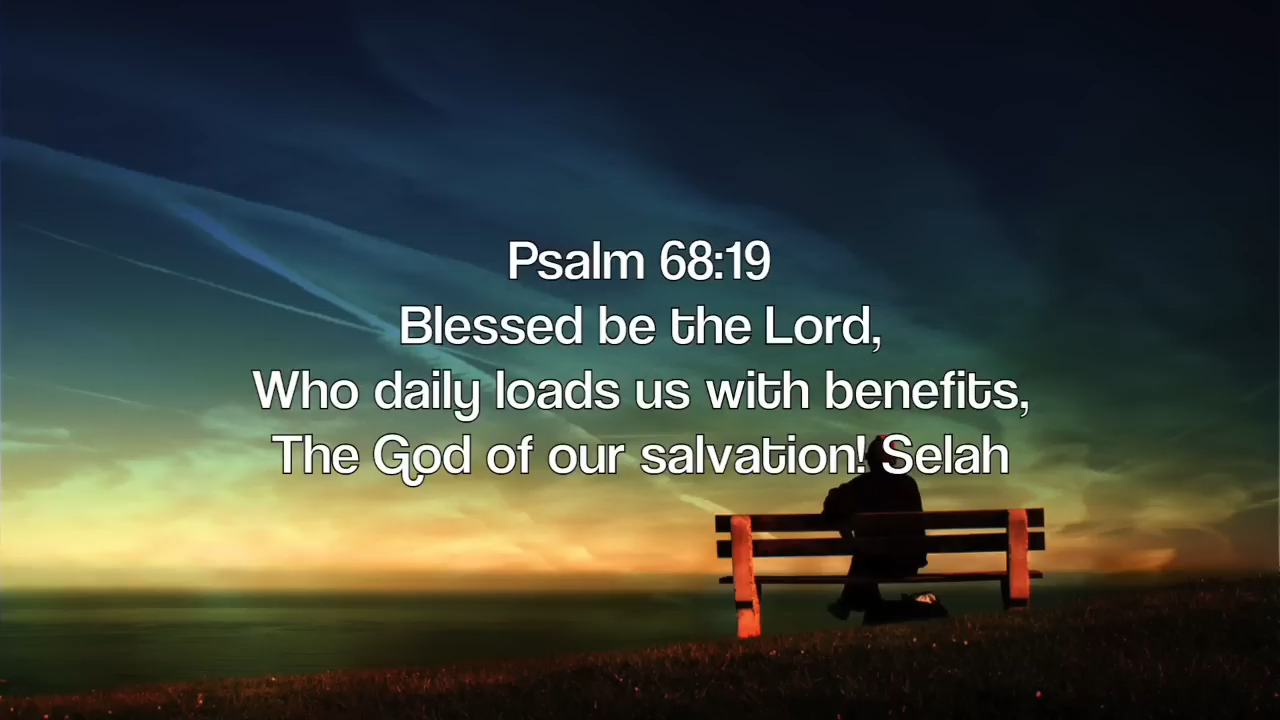 Psalm 68:19
Blessed be the Lord,
Who daily loads us with benefits,
The God of our salvation! Selah